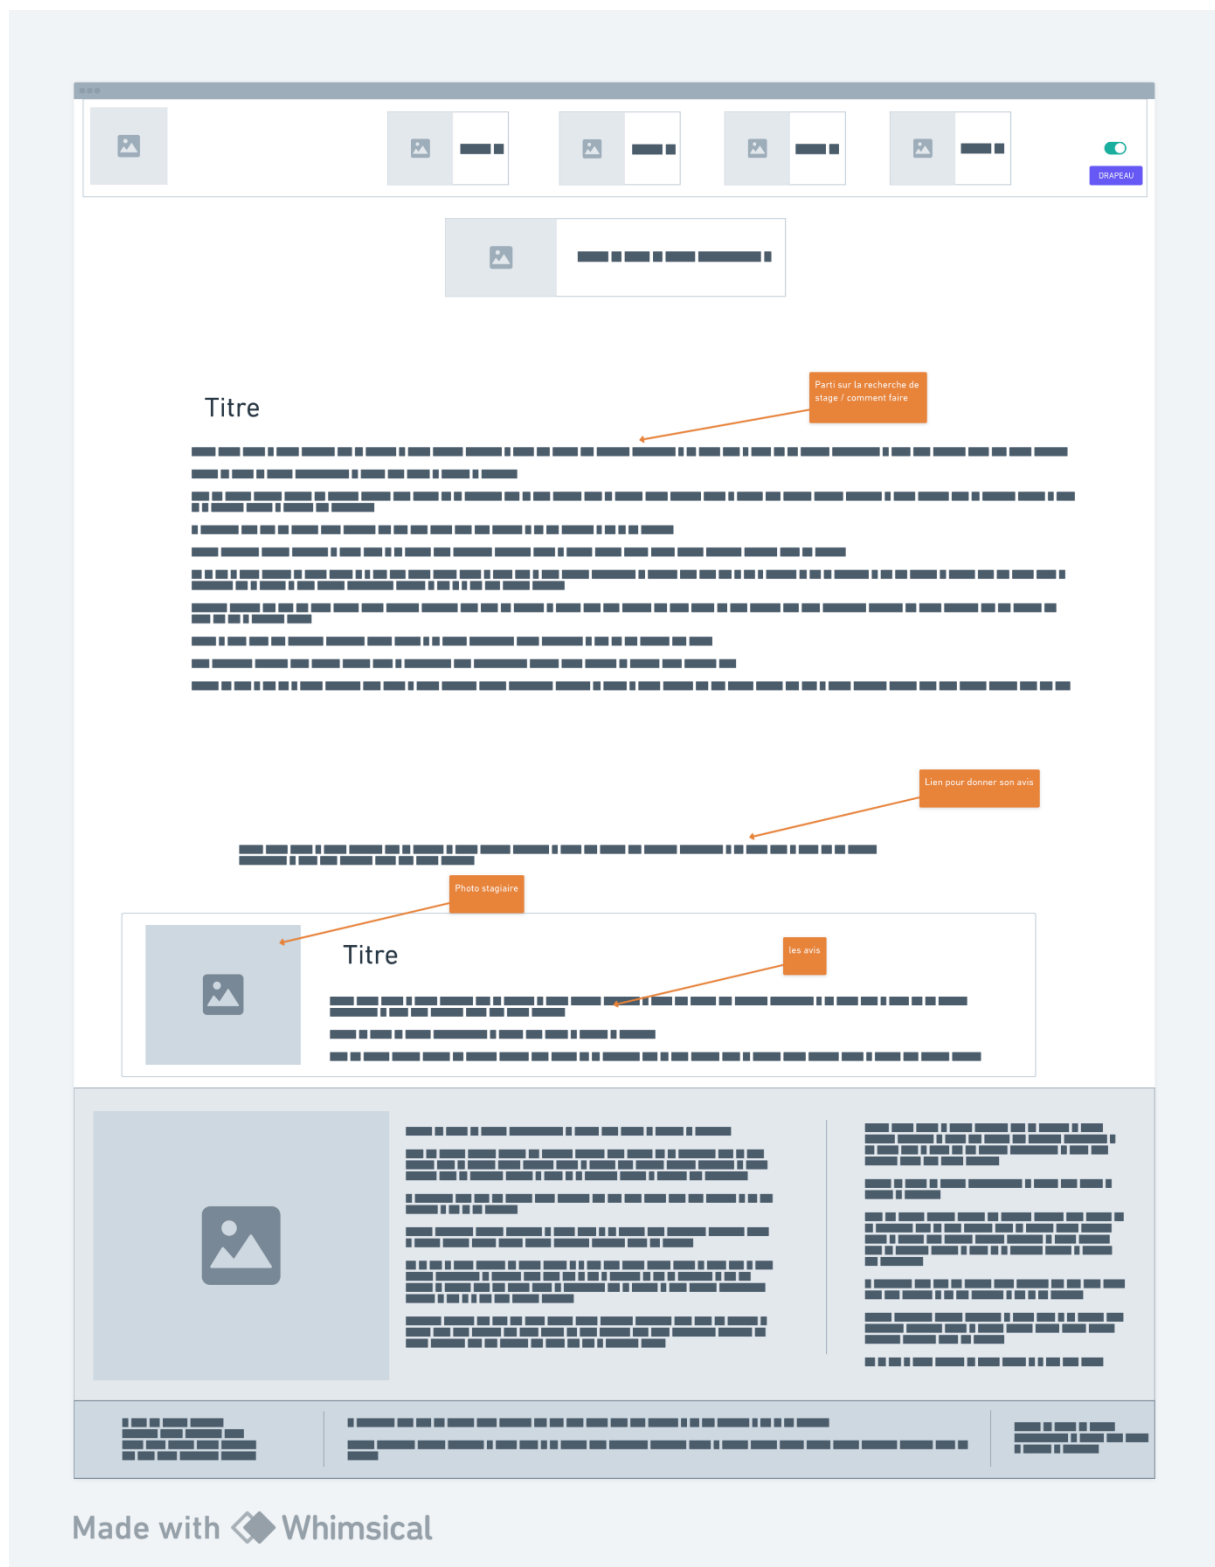 DRAPEAU
Parti sur la recherche de
stage / comment faire
Titre
Lien pour donner son avis
Photo stagiaire
Titre
les avis
Made with Whimsical